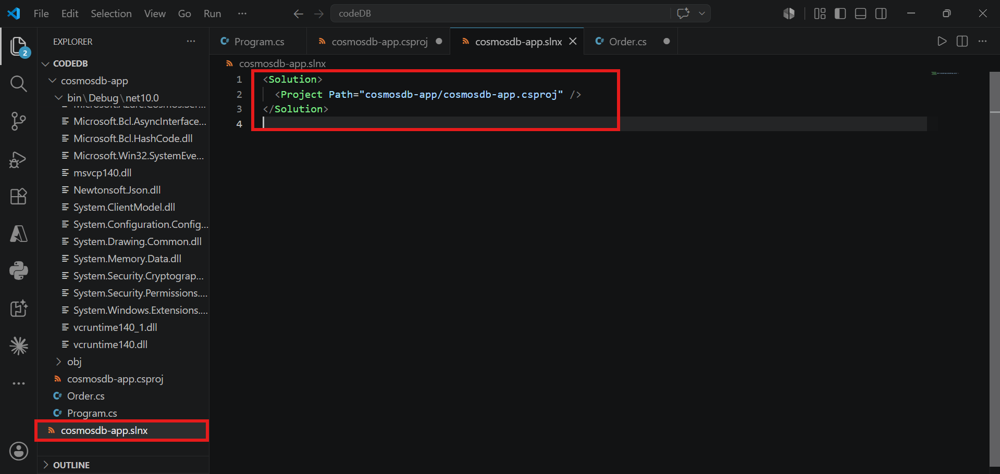 File Edit Selection View Go Run ...
codeDB
2
EXPLORER ...
Program.cs
cosmosdb-app.csproj
cosmosdb-app.slnx
Order.cs
CODEDB
cosmosdb-app
bin\Debug\net10.0
Microsoft.Bcl.AsyncInterface...
Microsoft.Bcl.HashCode.dll
Microsoft.Win32.SystemEve...
msvcp140.dll
Newtonsoft.Json.dll
System.ClientModel.dll
System.Configuration.Config...
System.Drawing.Common.dll
System.Memory.Data.dll
System.Security.Cryptograp...
System.Security.Permissions....
System.Windows.Extensions....
vcruntime140_1.dll
vcruntime140.dll
obj
cosmosdb-app.csproj
Order.cs
Program.cs
cosmosdb-app.slnx
OUTLINE
cosmosdb-app.slnx
1 <Solution>
2 <Project Path="cosmosdb-app/cosmosdb-app.csproj" />
3 </Solution>
4